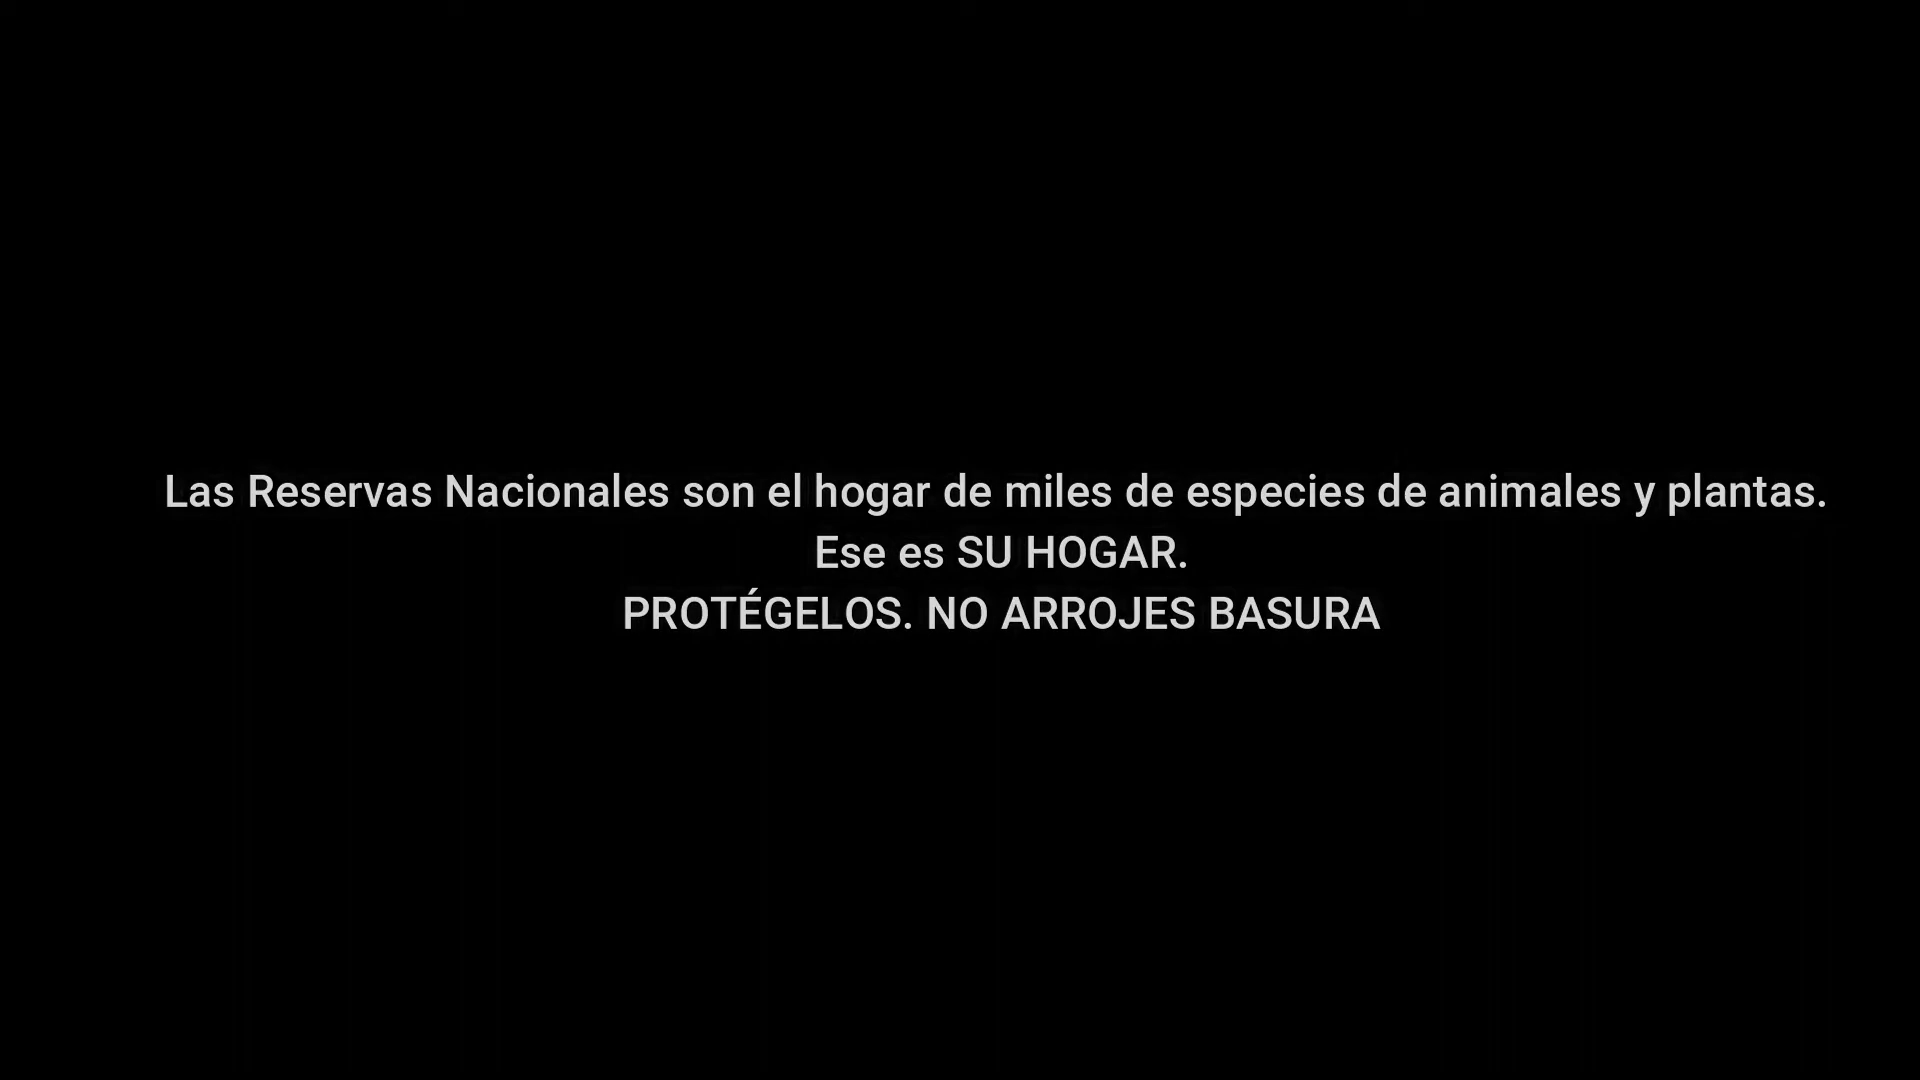 Las Reservas Nacionales son el hogar de miles de especies de animales y plantas.
Ese es SU HOGAR.
PROTÉGELOS. NO ARROJES BASURA